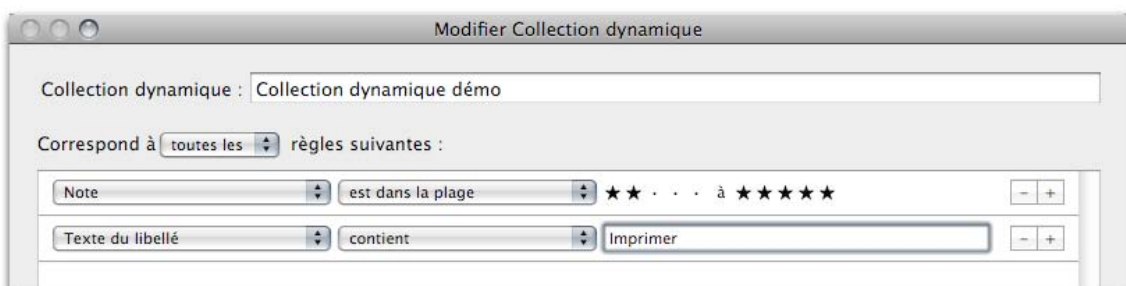 Modifier Collection dynamique
Collection dynamique : Collection dynamique démo
Correspond à toutes les règles suivantes :
Note est dans la plage ★★··· à ★★★★★ - +
Texte du libellé contient Imprimer - +